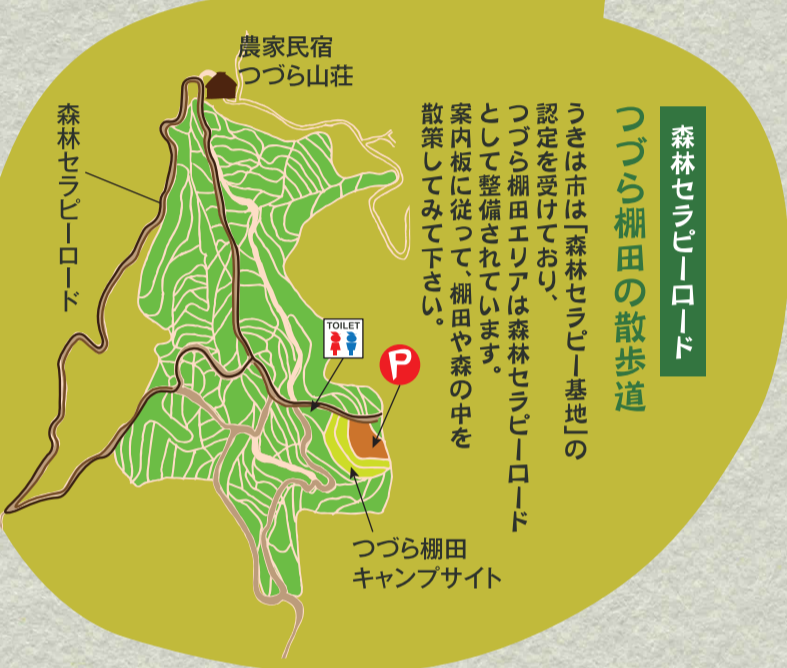 森林セラピーロード
つづら棚田の散歩道
うきは市は「森林セラピー基地」の
認定を受けており、
つづら棚田エリアは森林セラピーロード
として整備されています。
案内板に従って、棚田や森の中を
散策してみて下さい。
農家民宿
つづら山荘
森林セラピーロード
TOILET
P
つづら棚田
キャンプサイト